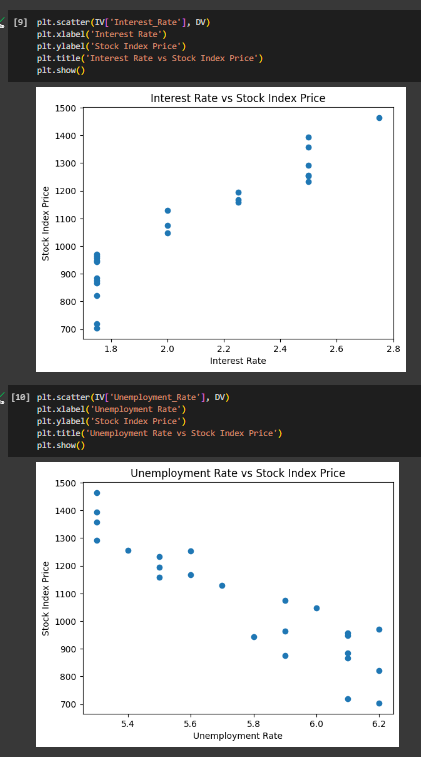 [9] plt.scatter(IV['Interest_Rate'], DV)
plt.xlabel('Interest Rate')
plt.ylabel('Stock Index Price')
plt.title('Interest Rate vs Stock Index Price')
plt.show()
Interest Rate vs Stock Index Price
1500
1400
1300
1200
1100
1000
900
800
700
Stock Index Price
1.8 2.0 2.2 2.4 2.6 2.8
Interest Rate
[10] plt.scatter(IV['Unemployment_Rate'], DV)
plt.xlabel('Unemployment Rate')
plt.ylabel('Stock Index Price')
plt.title('Unemployment Rate vs Stock Index Price')
plt.show()
Unemployment Rate vs Stock Index Price
1500
1400
1300
1200
1100
1000
900
800
700
Stock Index Price
5.4 5.6 5.8 6.0 6.2
Unemployment Rate